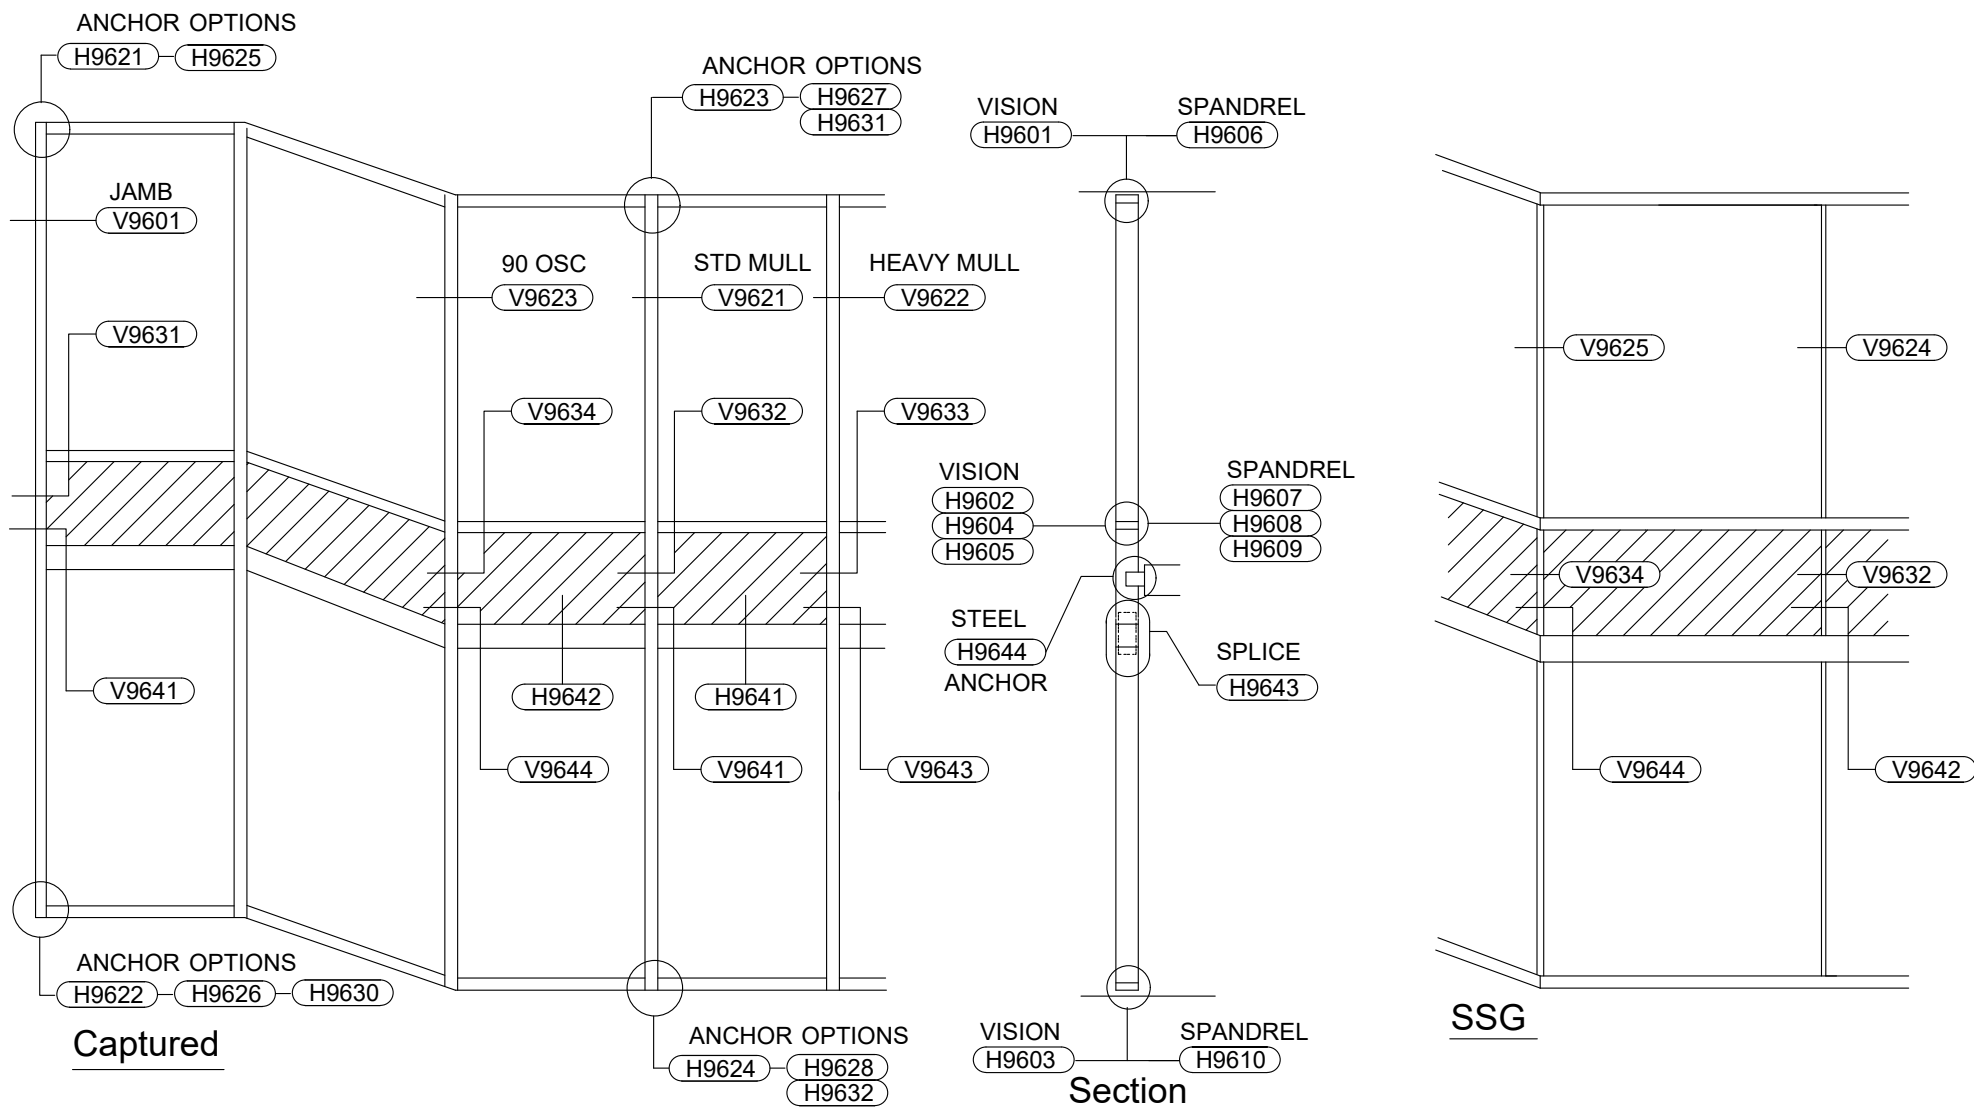 ANCHOR OPTIONS
H9621
H9625
JAMB
V9601
V9631
V9641
ANCHOR OPTIONS
H9622
H9626
H9630
Captured
ANCHOR OPTIONS
H9623
H9627
H9631
90 OSC
V9623
STD MULL
V9621
HEAVY MULL
V9622
V9634
V9632
V9633
H9642
H9641
V9644
V9641
V9643
ANCHOR OPTIONS
H9624
H9628
H9632
VISION
H9601
SPANDREL
H9606
VISION
H9602
H9604
H9605
SPANDREL
H9607
H9608
H9609
STEEL
H9644
ANCHOR
SPLICE
H9643
VISION
H9603
SPANDREL
H9610
Section
V9625
V9624
V9634
V9632
V9644
V9642
SSG